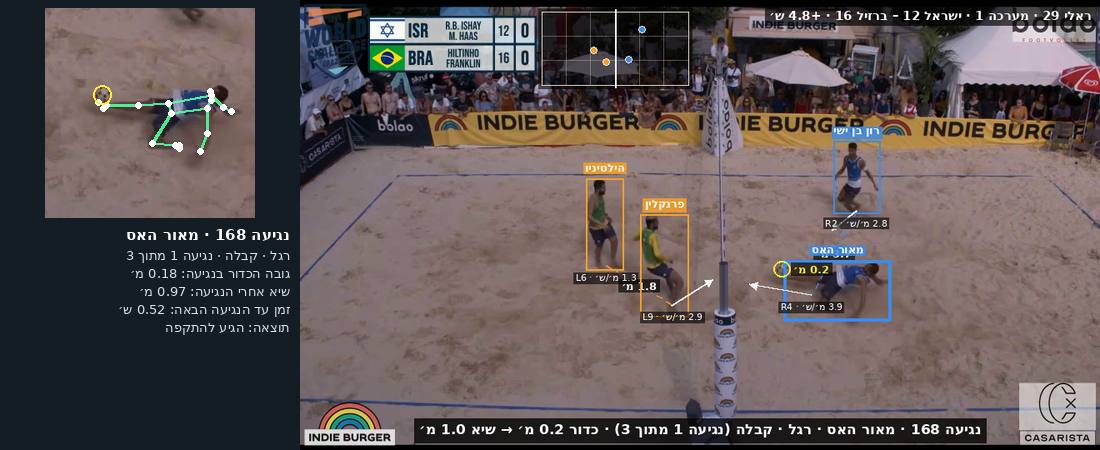 ראלי 29 · מערכה 1 · ישראל 12 – ברזיל 16 · +4.8 ש׳
ISR R.B. ISHAY M. HAAS 12 0
BRA HILTINHO FRANKLIN 16 0
bolao
FOOTVOLLEY
INDIE BURGER
INDIE BURGER
INDIE BURG
bolao
CASARISTA
רון בן ישי
R2 · 2.8 מ׳/ש׳
הילטיניו
L6 · 1.3 מ׳/ש׳
פרנקלין
1.8 מ׳
L9 · 2.9 מ׳/ש׳
מאור האס
0.2 מ׳
R4 · 3.9 מ׳/ש׳
נגיעה 168 · מאור האס
רגל · קבלה · נגיעה 1 מתוך 3
גובה הכדור בנגיעה: 0.18 מ׳
שיא אחרי הנגיעה: 0.97 מ׳
זמן עד הנגיעה הבאה: 0.52 ש׳
תוצאה: הגיע להתקפה
INDIE BURGER
נגיעה 168 · מאור האס · רגל · קבלה (נגיעה 1 מתוך 3) · כדור 0.2 מ׳ → שיא 1.0 מ׳
CASARISTA